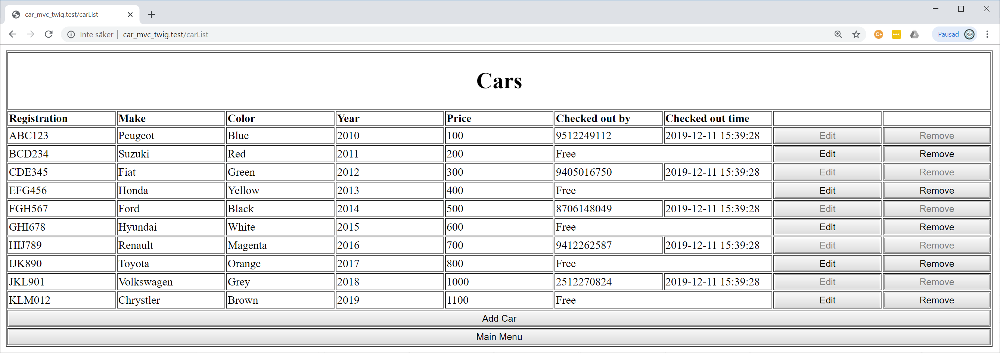 car_mvc_twig.test/carList
Inte säker car_mvc_twig.test/carList Pausad
Cars
Registration Make Color Year Price Checked out by Checked out time
ABC123 Peugeot Blue 2010 100 9512249112 2019-12-11 15:39:28 Edit Remove
BCD234 Suzuki Red 2011 200 Free Edit Remove
CDE345 Fiat Green 2012 300 9405016750 2019-12-11 15:39:28 Edit Remove
EFG456 Honda Yellow 2013 400 Free Edit Remove
FGH567 Ford Black 2014 500 8706148049 2019-12-11 15:39:28 Edit Remove
GHI678 Hyundai White 2015 600 Free Edit Remove
HIJ789 Renault Magenta 2016 700 9412262587 2019-12-11 15:39:28 Edit Remove
IJK890 Toyota Orange 2017 800 Free Edit Remove
JKL901 Volkswagen Grey 2018 1000 2512270824 2019-12-11 15:39:28 Edit Remove
KLM012 Chrystler Brown 2019 1100 Free Edit Remove
Add Car
Main Menu